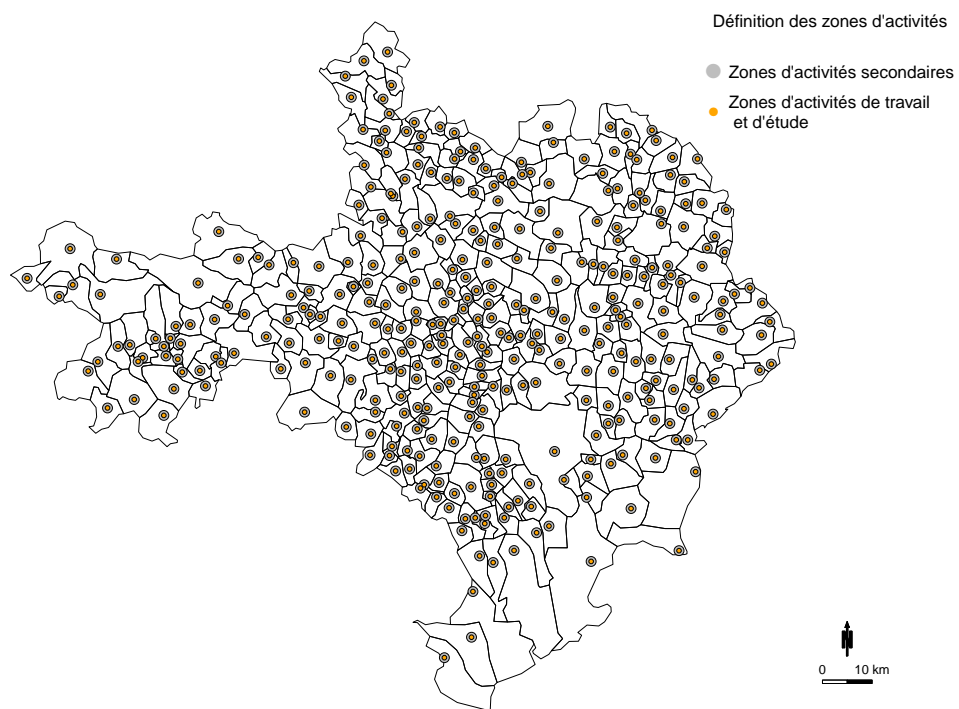 Définition des zones d'activités
Zones d'activités secondaires
Zones d'activités de travail
et d'étude
N
0 10 km